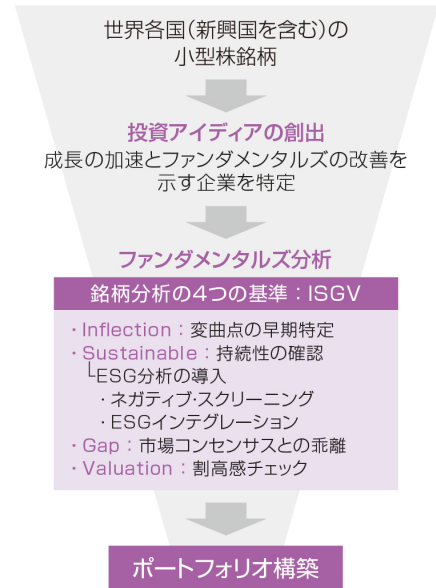 世界各国(新興国を含む)の
小型株銘柄
投資アイディアの創出
成長の加速とファンダメンタルズの改善を
示す企業を特定
ファンダメンタルズ分析
銘柄分析の4つの基準：ISGV
・Inflection：変曲点の早期特定
・Sustainable：持続性の確認
└ESG分析の導入
・ネガティブ・スクリーニング
・ESGインテグレーション
・Gap：市場コンセンサスとの乖離
・Valuation：割高感チェック
ポートフォリオ構築